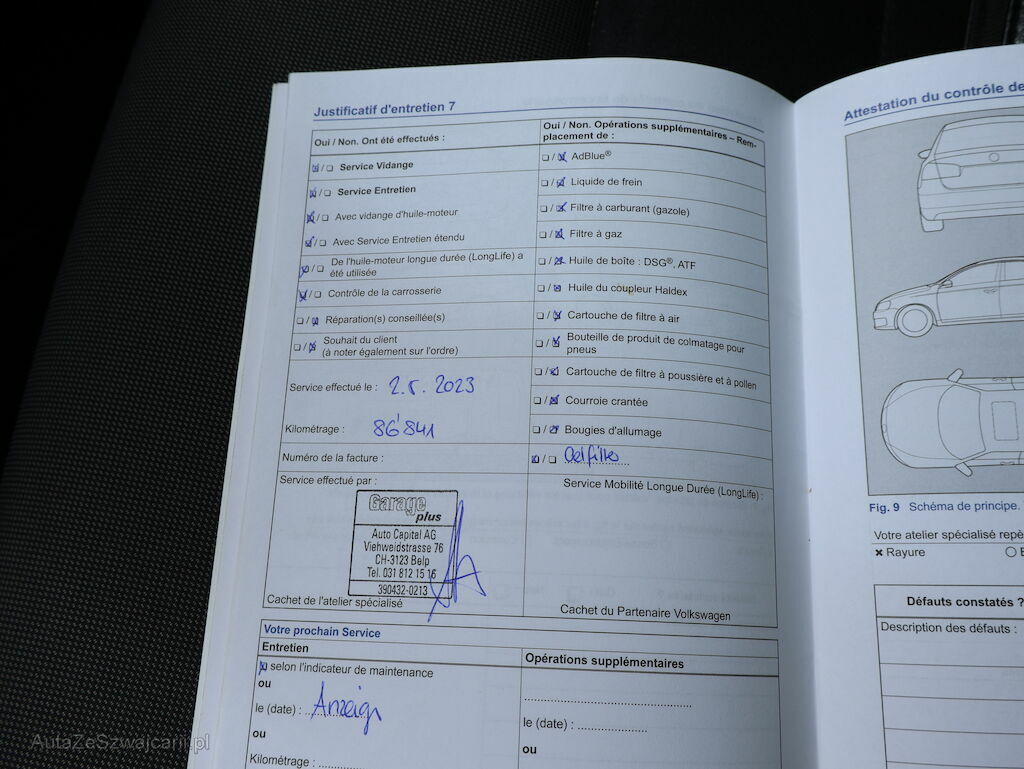 Justificatif d'entretien 7
Oui / Non. Ont été effectués :
☒ / ❑ Service Vidange
☒ / ❑ Service Entretien
☒ / ❑ Avec vidange d'huile-moteur
☒ / ❑ Avec Service Entretien étendu
☒ / ❑ De l'huile-moteur longue durée (LongLife) a
été utilisée
☒ / ❑ Contrôle de la carrosserie
❑ / ☒ Réparation(s) conseillée(s)
❑ / ☒ Souhait du client
(à noter également sur l'ordre)
Service effectué le : 2.5. 2023
Kilométrage : 86'841
Numéro de la facture :
Service effectué par :
Garage
plus
Auto Capital AG
Viehweidstrasse 76
CH-3123 Belp
Tel. 031 812 15 16
390432-0213
Cachet de l'atelier spécialisé
Oui / Non. Opérations supplémentaires – Rem-
placement de :
❑ / ☒ AdBlue®
❑ / ☒ Liquide de frein
❑ / ☒ Filtre à carburant (gazole)
❑ / ☒ Filtre à gaz
❑ / ☒ Huile de boîte : DSG®, ATF
❑ / ☒ Huile du coupleur Haldex
❑ / ☒ Cartouche de filtre à air
❑ / ☒ Bouteille de produit de colmatage pour
pneus
❑ / ☒ Cartouche de filtre à poussière et à pollen
❑ / ☒ Courroie crantée
❑ / ☒ Bougies d'allumage
☒ / ❑ Oelfilter
Service Mobilité Longue Durée (LongLife) :
Cachet du Partenaire Volkswagen
Votre prochain Service
Entretien
☒ selon l'indicateur de maintenance
ou
le (date) : Anzeige
ou
Kilométrage :
Opérations supplémentaires
le (date) :
ou
Attestation du contrôle de
Fig. 9 Schéma de principe.
Votre atelier spécialisé repè
✖ Rayure
Défauts constatés ?
Description des défauts :
AutaZeSzwajcarii.pl